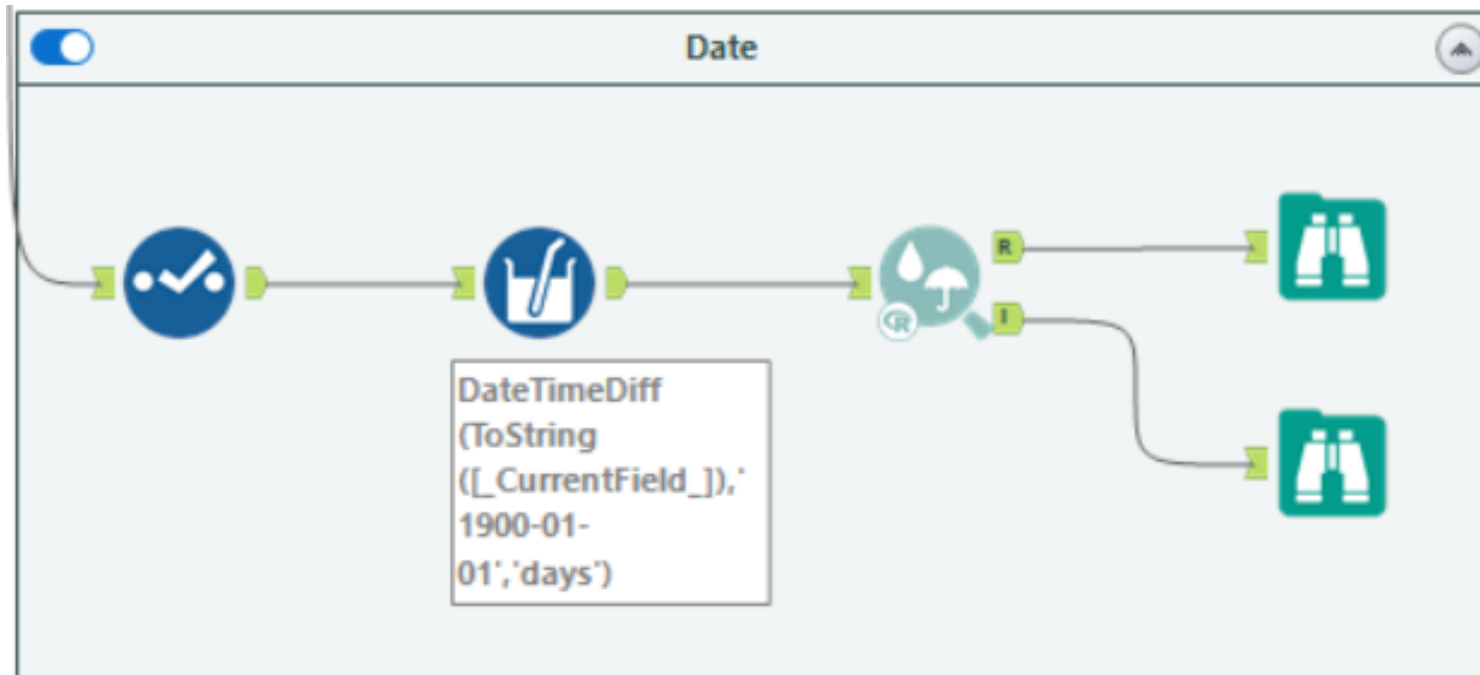 Date
R
I
R
DateTimeDiff
(ToString
([_CurrentField_]),'
1900-01-
01','days')